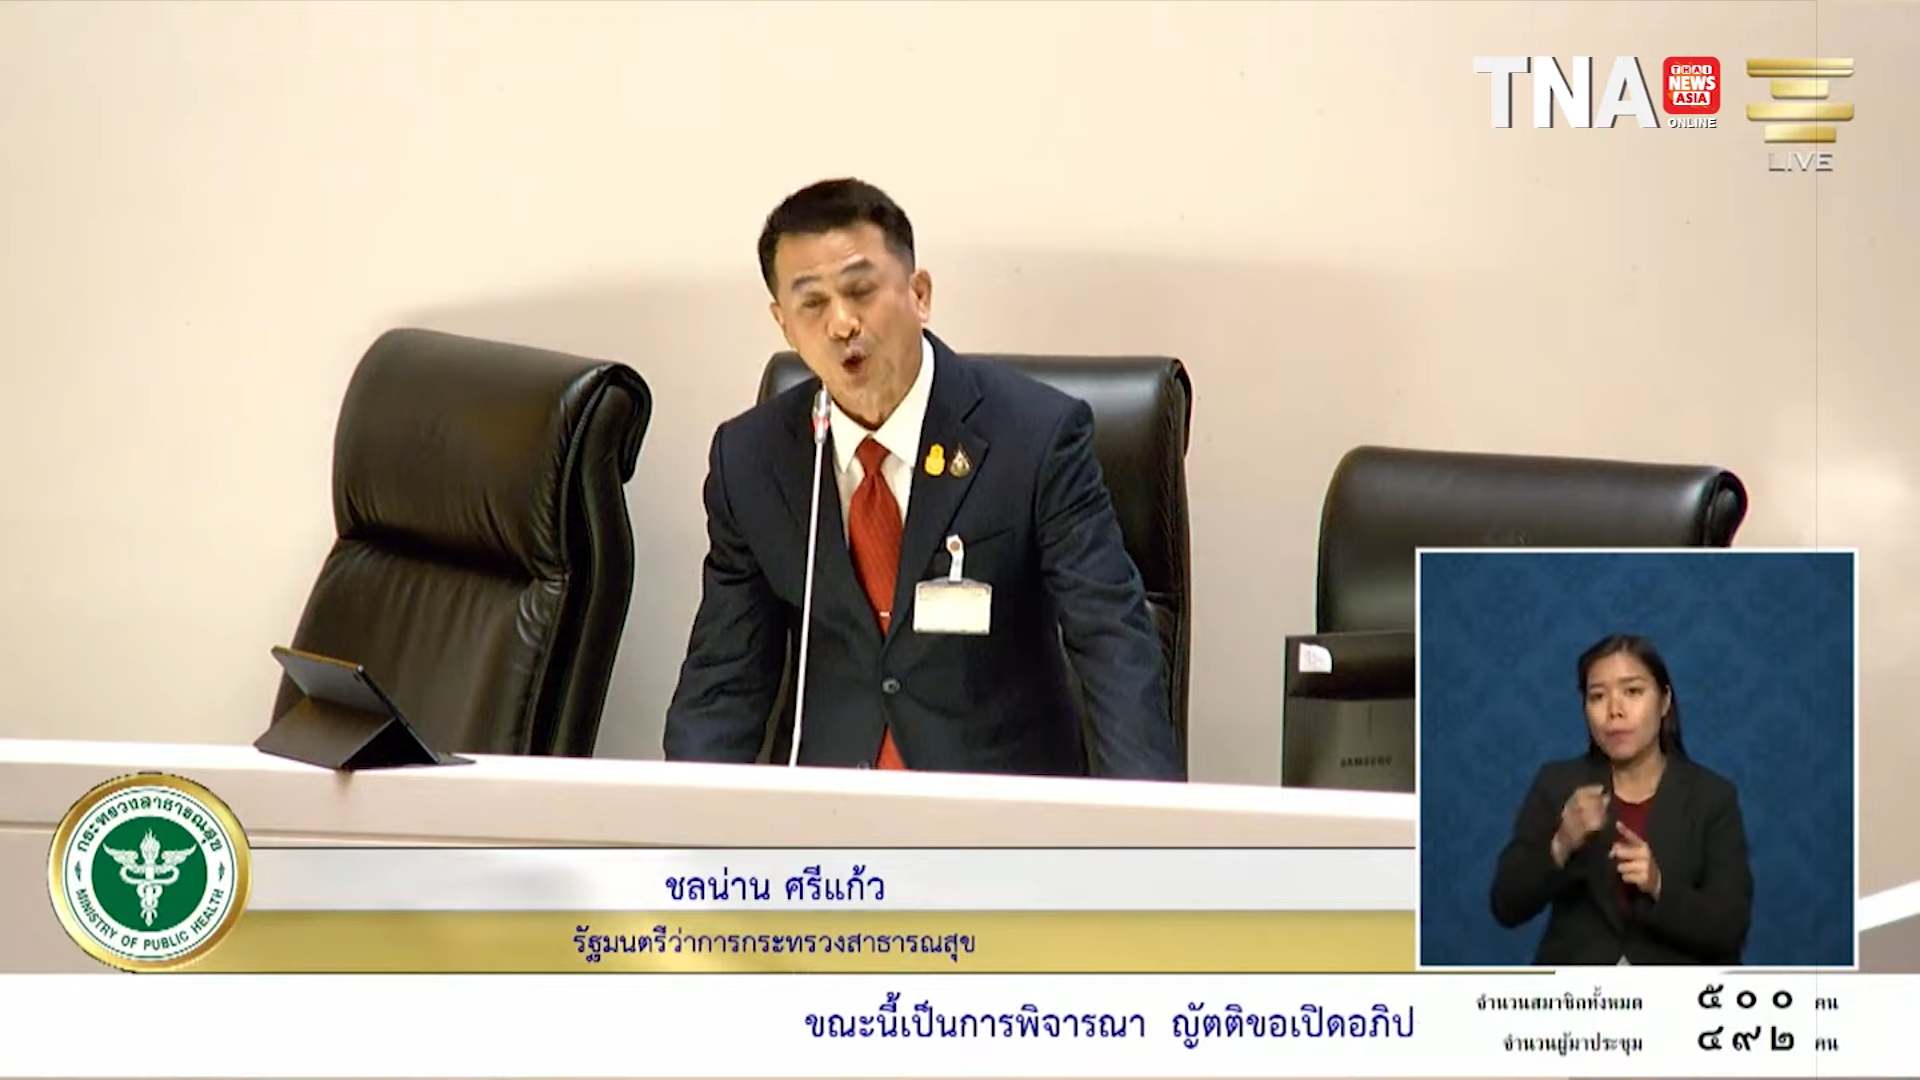 TNA
THAI
NEWS
ASIA
ONLINE
LIVE
SAMSUNG
กระทรวงสาธารณสุข
MINISTRY OF PUBLIC HEALTH
ชลน่าน ศรีแก้ว
รัฐมนตรีว่าการกระทรวงสาธารณสุข
ขณะนี้เป็นการพิจารณา ญัตติขอเปิดอภิป
จำนวนสมาชิกทั้งหมด ๕๐๐ คน
จำนวนผู้มาประชุม ๔๙๒ คน